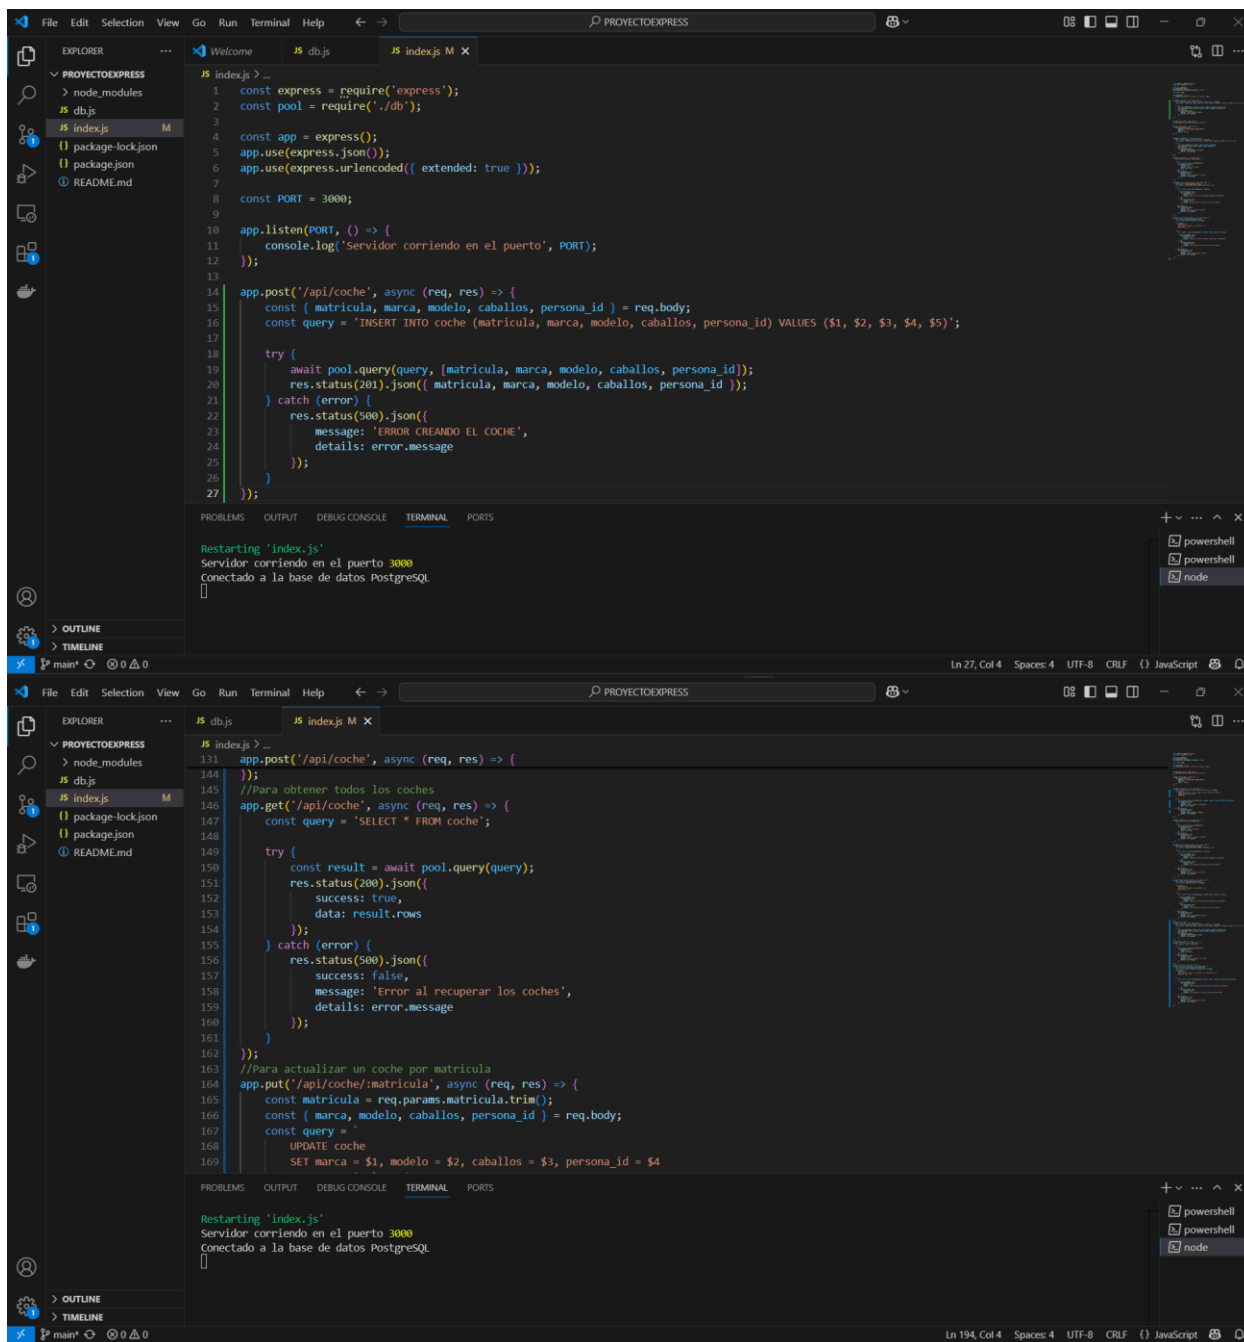 File Edit Selection View Go Run Terminal Help PROYECTOEXPRESS
EXPLORER Welcome JS db.js JS index.js M
PROYECTOEXPRESS JS index.js > ...
node_modules
JS db.js
JS index.js M
package-lock.json
package.json
README.md
1 const express = require('express');
2 const pool = require('./db');
3
4 const app = express();
5 app.use(express.json());
6 app.use(express.urlencoded({ extended: true }));
7
8 const PORT = 3000;
9
10 app.listen(PORT, () => {
11 console.log('Servidor corriendo en el puerto', PORT);
12 });
13
14 app.post('/api/coche', async (req, res) => {
15 const { matricula, marca, modelo, caballos, persona_id } = req.body;
16 const query = 'INSERT INTO coche (matricula, marca, modelo, caballos, persona_id) VALUES ($1, $2, $3, $4, $5)';
17
18 try {
19 await pool.query(query, [matricula, marca, modelo, caballos, persona_id]);
20 res.status(201).json({ matricula, marca, modelo, caballos, persona_id });
21 } catch (error) {
22 res.status(500).json({
23 message: 'ERROR CREANDO EL COCHE',
24 details: error.message
25 });
26 }
27 });
PROBLEMS OUTPUT DEBUG CONSOLE TERMINAL PORTS
Restarting 'index.js'
Servidor corriendo en el puerto 3000
Conectado a la base de datos PostgreSQL
powershell
powershell
node
OUTLINE
TIMELINE
main* 0 0 Ln 27, Col 4 Spaces: 4 UTF-8 CRLF {} JavaScript
File Edit Selection View Go Run Terminal Help PROYECTOEXPRESS
EXPLORER JS db.js JS index.js M
PROYECTOEXPRESS JS index.js > ...
node_modules
JS db.js
JS index.js M
package-lock.json
package.json
README.md
131 app.post('/api/coche', async (req, res) => {
144 });
145 //Para obtener todos los coches
146 app.get('/api/coche', async (req, res) => {
147 const query = 'SELECT * FROM coche';
148
149 try {
150 const result = await pool.query(query);
151 res.status(200).json({
152 success: true,
153 data: result.rows
154 });
155 } catch (error) {
156 res.status(500).json({
157 success: false,
158 message: 'Error al recuperar los coches',
159 details: error.message
160 });
161 }
162 });
163 //Para actualizar un coche por matricula
164 app.put('/api/coche/:matricula', async (req, res) => {
165 const matricula = req.params.matricula.trim();
166 const { marca, modelo, caballos, persona_id } = req.body;
167 const query = `
168 UPDATE coche
169 SET marca = $1, modelo = $2, caballos = $3, persona_id = $4
PROBLEMS OUTPUT DEBUG CONSOLE TERMINAL PORTS
Restarting 'index.js'
Servidor corriendo en el puerto 3000
Conectado a la base de datos PostgreSQL
powershell
powershell
node
OUTLINE
TIMELINE
main* 0 0 Ln 194, Col 4 Spaces: 4 UTF-8 CRLF {} JavaScript